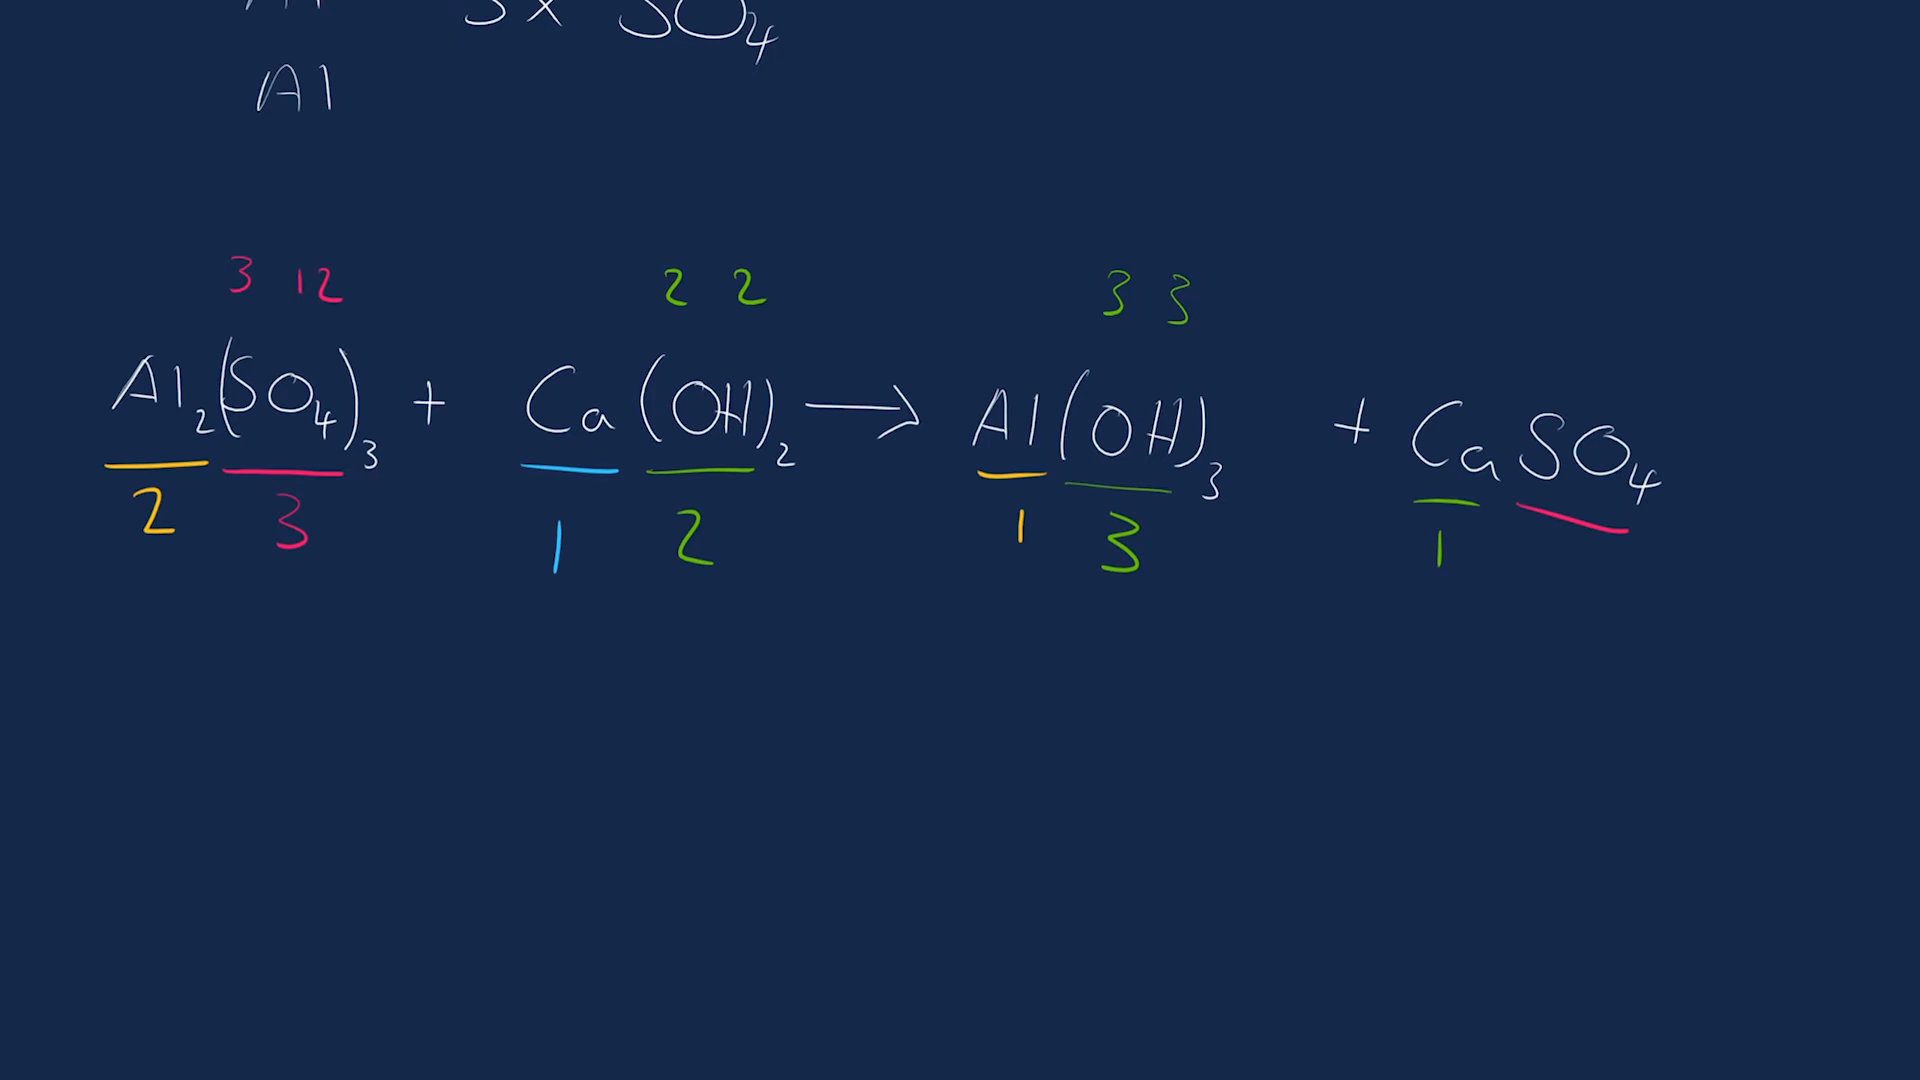 3 x SO₄
Al
3 12 2 2 3 3
Al₂(SO₄)₃ + Ca(OH)₂ → Al(OH)₃ + CaSO₄
2 3 1 2 1 3 1